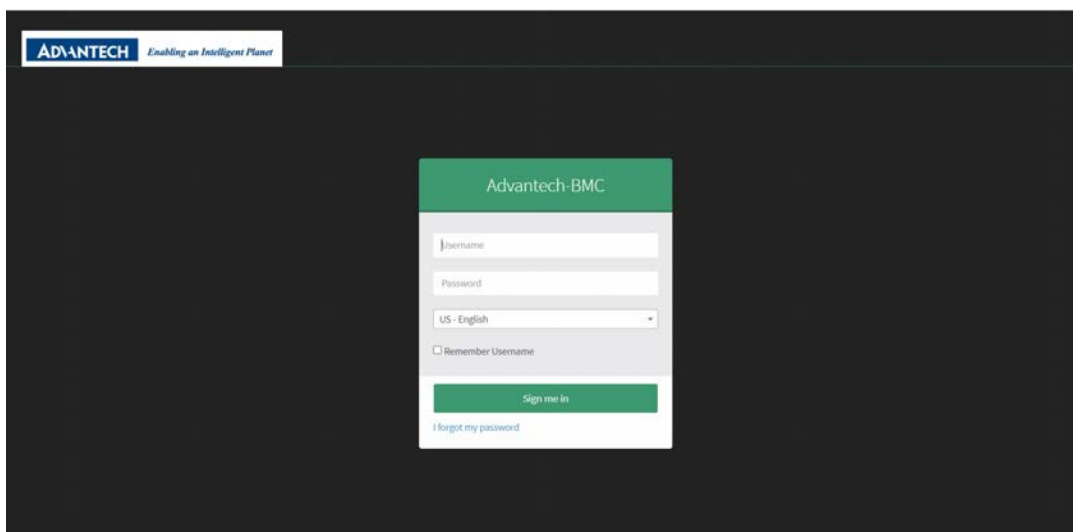 ADVANTECH Enabling an Intelligent Planet
Advantech-BMC
Username
Password
US - English
Remember Username
Sign me in
I forgot my password